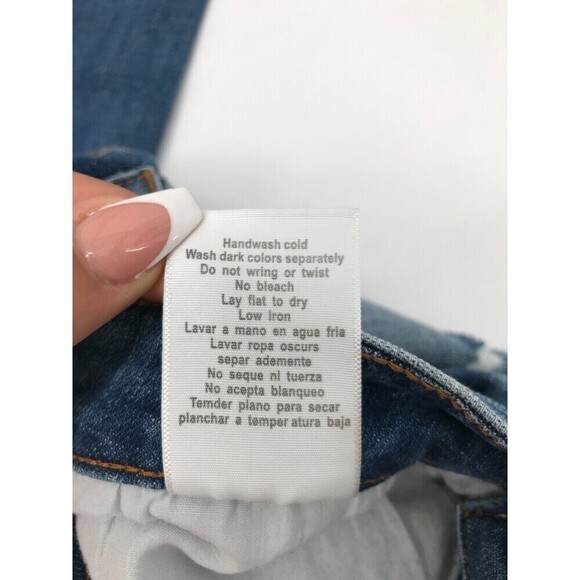 Handwash cold
Wash dark colors separately
Do not wring or twist
No bleach
Lay flat to dry
Low iron
Lavar a mano en agua fria
Lavar ropa oscurs
separ ademente
No seque ni tuerza
No acepta blanqueo
Temder plano para secar
planchar a temper atura baja